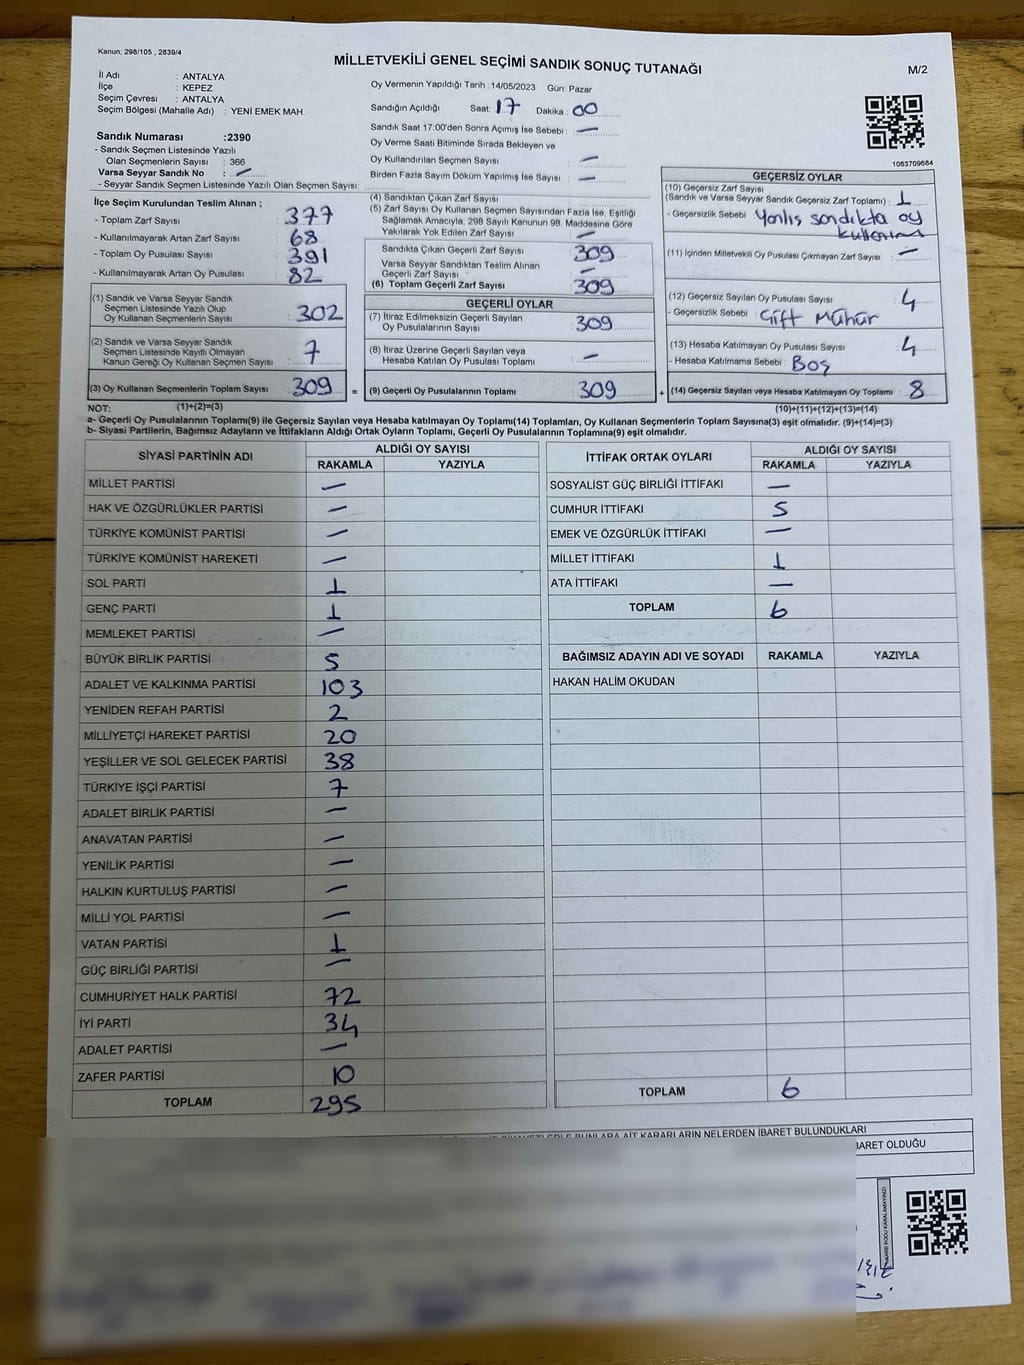 Kanun; 298/105 , 2839/4
MİLLETVEKİLİ GENEL SEÇİMİ SANDIK SONUÇ TUTANAĞI
M/2
İl Adı : ANTALYA
İlçe : KEPEZ
Seçim Çevresi : ANTALYA
Seçim Bölgesi (Mahalle Adı) : YENİ EMEK MAH.
Oy Vermenin Yapıldığı Tarih :14/05/2023 Gün: Pazar
Sandığın Açıldığı Saat: 17 Dakika : 00
Sandık Saat 17:00'den Sonra Açımış İse Sebebi : —
Oy Verme Saati Bitiminde Sırada Bekleyen ve
Oy Kullandırılan Seçmen Sayısı : —
Birden Fazla Sayım Döküm Yapılmış İse Sayısı : —
1083709684
Sandık Numarası :2390
- Sandık Seçmen Listesinde Yazılı
Olan Seçmenlerin Sayısı : 366
Varsa Seyyar Sandık No : —
- Seyyar Sandık Seçmen Listesinde Yazılı Olan Seçmen Sayısı:
İlçe Seçim Kurulundan Teslim Alınan ;
- Toplam Zarf Sayısı : 377
- Kullanılmayarak Artan Zarf Sayısı : 68
- Toplam Oy Pusulası Sayısı : 391
- Kullanılmayarak Artan Oy Pusulası : 82
(1) Sandık ve Varsa Seyyar Sandık
Seçmen Listesinde Yazılı Olup
Oy Kullanan Seçmenlerin Sayısı : 302
(2) Sandık ve Varsa Seyyar Sandık
Seçmen Listesinde Kayıtlı Olmayan
Kanun Gereği Oy Kullanan Seçmen Sayısı : 7
(3) Oy Kullanan Seçmenlerin Toplam Sayısı : 309 =
(1)+(2)=(3)
(4) Sandıktan Çıkan Zarf Sayısı :
(5) Zarf Sayısı Oy Kullanan Seçmen Sayısından Fazla İse, Eşitliği
Sağlamak Amacıyla, 298 Sayılı Kanunun 98. Maddesine Göre
Yakılarak Yok Edilen Zarf Sayısı : —
Sandıkta Çıkan Geçerli Zarf Sayısı : 309
Varsa Seyyar Sandıktan Teslim Alınan
Geçerli Zarf Sayısı : —
(6) Toplam Geçerli Zarf Sayısı : 309
GEÇERLİ OYLAR
(7) İtiraz Edilmeksizin Geçerli Sayılan
Oy Pusulalarının Sayısı : 309
(8) İtiraz Üzerine Geçerli Sayılan veya
Hesaba Katılan Oy Pusulası Toplamı : —
(9) Geçerli Oy Pusulalarının Toplamı : 309 +
GEÇERSİZ OYLAR
(10) Geçersiz Zarf Sayısı
(Sandık ve Varsa Seyyar Sandık Geçersiz Zarf Toplamı) : 1
- Geçersizlik Sebebi : Yanlış sandıkta oy
kullanımı
(11) İçinden Milletvekili Oy Pusulası Çıkmayan Zarf Sayısı : —
(12) Geçersiz Sayılan Oy Pusulası Sayısı : 4
- Geçersizlik Sebebi : Çift Mühür
(13) Hesaba Katılmayan Oy Pusulası Sayısı : 4
- Hesaba Katılmama Sebebi : Boş
(14) Geçersiz Sayılan veya Hesaba Katılmayan Oy Toplamı : 8
(10)+(11)+(12)+(13)=(14)
NOT:
a- Geçerli Oy Pusulalarının Toplamı(9) ile Geçersiz Sayılan veya Hesaba katılmayan Oy Toplamı(14) Toplamları, Oy Kullanan Seçmenlerin Toplam Sayısına(3) eşit olmalıdır. (9)+(14)=(3)
b- Siyasi Partilerin, Bağımsız Adayların ve İttifakların Aldığı Ortak Oyların Toplamı, Geçerli Oy Pusulalarının Toplamına(9) eşit olmalıdır.
SİYASİ PARTİNİN ADI ALDIĞI OY SAYISI
RAKAMLA YAZIYLA
MİLLET PARTİSİ —
HAK VE ÖZGÜRLÜKLER PARTİSİ —
TÜRKİYE KOMÜNİST PARTİSİ —
TÜRKİYE KOMÜNİST HAREKETİ —
SOL PARTİ 1
GENÇ PARTİ 1
MEMLEKET PARTİSİ —
BÜYÜK BİRLİK PARTİSİ 5
ADALET VE KALKINMA PARTİSİ 103
YENİDEN REFAH PARTİSİ 2
MİLLİYETÇİ HAREKET PARTİSİ 20
YEŞİLLER VE SOL GELECEK PARTİSİ 38
TÜRKİYE İŞÇİ PARTİSİ 7
ADALET BİRLİK PARTİSİ —
ANAVATAN PARTİSİ —
YENİLİK PARTİSİ —
HALKIN KURTULUŞ PARTİSİ —
MİLLİ YOL PARTİSİ —
VATAN PARTİSİ 1
GÜÇ BİRLİĞİ PARTİSİ —
CUMHURİYET HALK PARTİSİ 72
İYİ PARTİ 34
ADALET PARTİSİ —
ZAFER PARTİSİ 10
TOPLAM 295
İTTİFAK ORTAK OYLARI ALDIĞI OY SAYISI
RAKAMLA YAZIYLA
SOSYALİST GÜÇ BİRLİĞİ İTTİFAKI —
CUMHUR İTTİFAKI 5
EMEK VE ÖZGÜRLÜK İTTİFAKI —
MİLLET İTTİFAKI 1
ATA İTTİFAKI —
TOPLAM 6
BAĞIMSIZ ADAYIN ADI VE SOYADI RAKAMLA YAZIYLA
HAKAN HALİM OKUDAN
TOPLAM 6
BUNLARA AİT KARARLARIN NELERDEN İBARET BULUNDUKLARI
BARET OLDUĞU